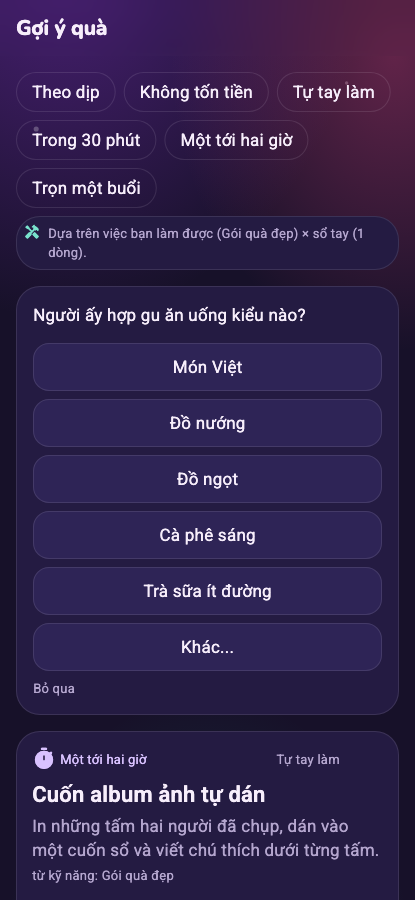 Gợi ý quà
Theo dịp
Không tốn tiền
Tự tay làm
Trong 30 phút
Một tới hai giờ
Trọn một buổi
Dựa trên việc bạn làm được (Gói quà đẹp) × sổ tay (1
dòng).
Người ấy hợp gu ăn uống kiểu nào?
Món Việt
Đồ nướng
Đồ ngọt
Cà phê sáng
Trà sữa ít đường
Khác...
Bỏ qua
Một tới hai giờ
Tự tay làm
Cuốn album ảnh tự dán
In những tấm hai người đã chụp, dán vào
một cuốn sổ và viết chú thích dưới từng tấm.
từ kỹ năng: Gói quà đẹp